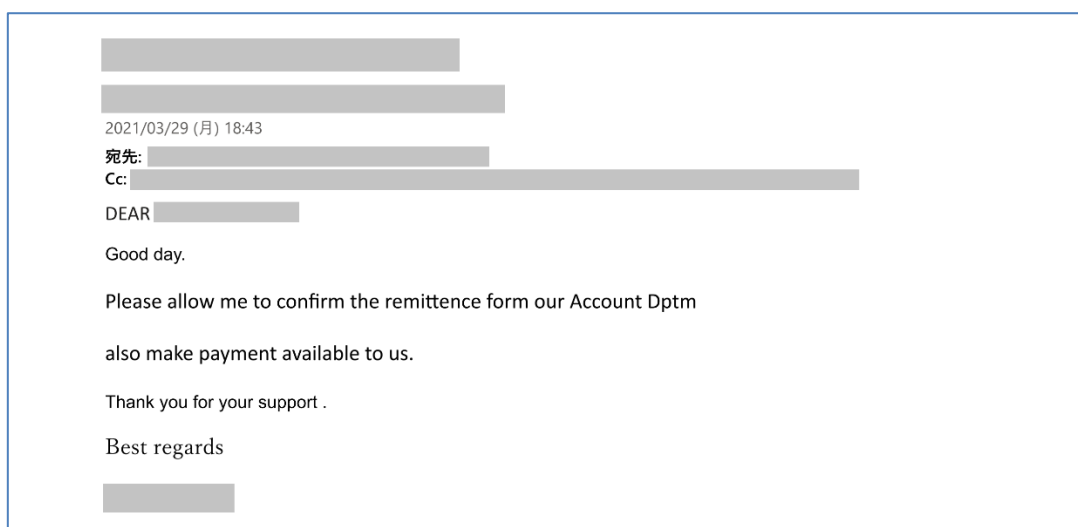 2021/03/29 (月) 18:43
宛先:
Cc:
DEAR
Good day.
Please allow me to confirm the remittence form our Account Dptm
also make payment available to us.
Thank you for your support .
Best regards